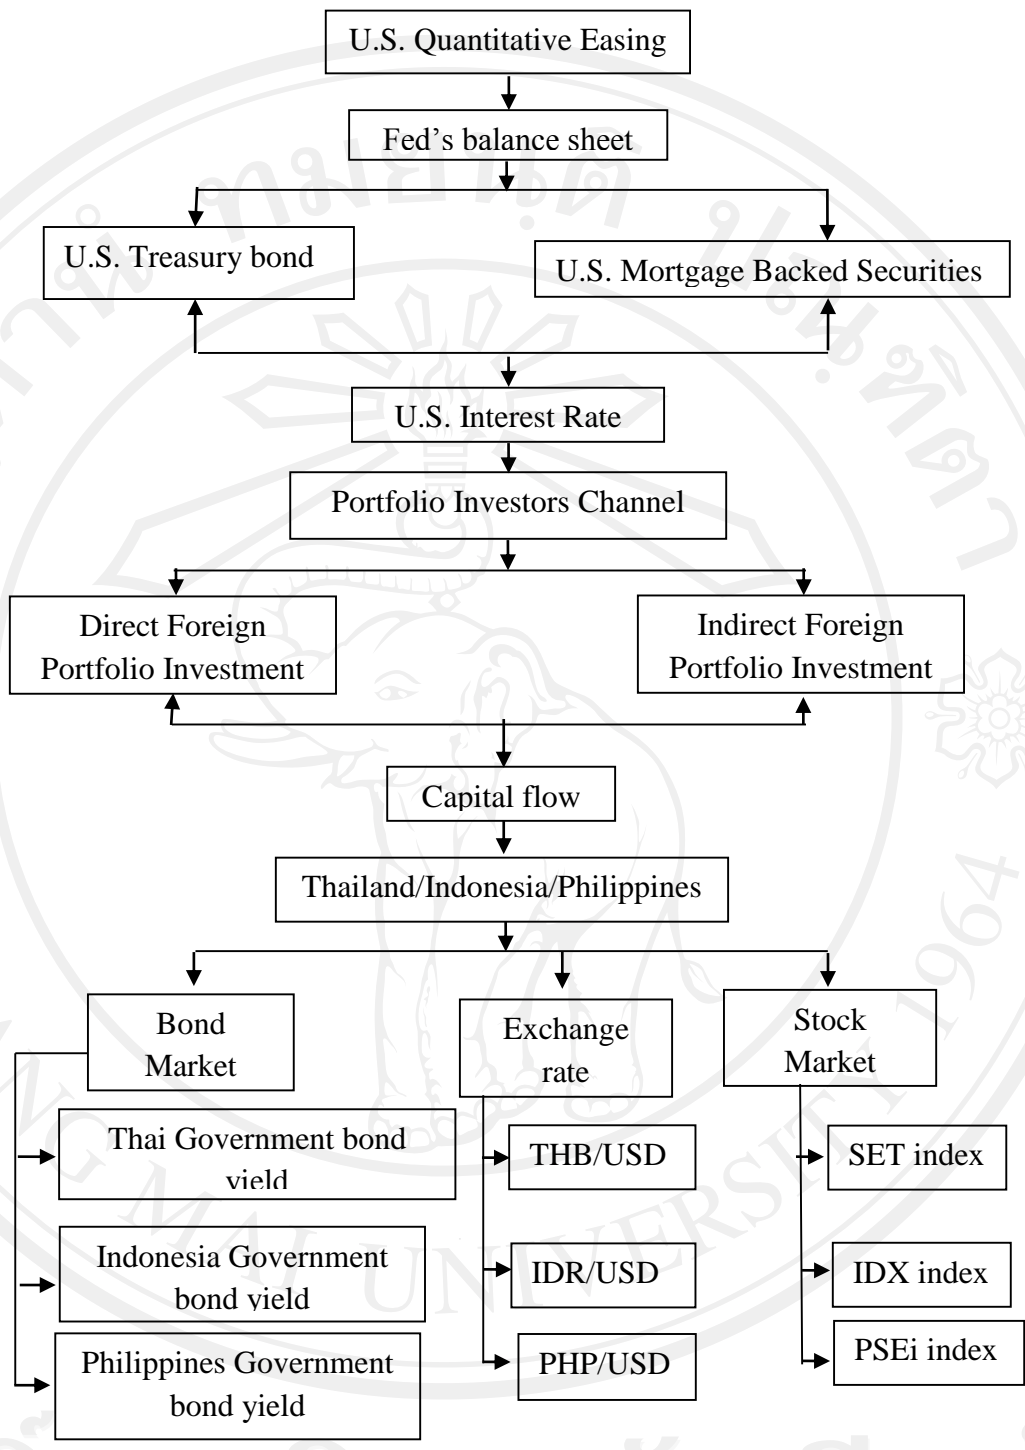 U.S. Quantitative Easing
Fed's balance sheet
U.S. Treasury bond
U.S. Mortgage Backed Securities
U.S. Interest Rate
Portfolio Investors Channel
Direct Foreign
Portfolio Investment
Indirect Foreign
Portfolio Investment
Capital flow
Thailand/Indonesia/Philippines
Bond
Market
Exchange
rate
Stock
Market
Thai Government bond
yield
THB/USD
SET index
Indonesia Government
bond yield
IDR/USD
IDX index
Philippines Government
bond yield
PHP/USD
PSEi index
MAI UNIVERSITY 1964